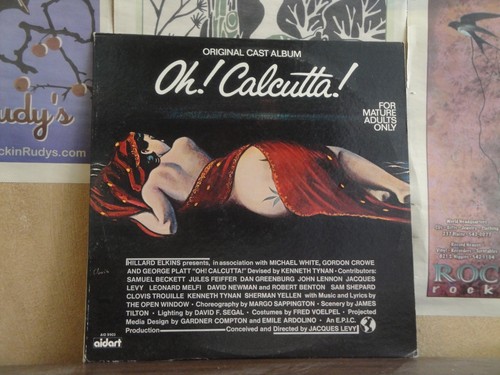 ORIGINAL CAST ALBUM
Oh! Calcutta!
FOR
MATURE
ADULTS
ONLY
HILLARD ELKINS presents, in association with MICHAEL WHITE, GORDON CROWE
AND GEORGE PLATT "OH! CALCUTTA!" Devised by KENNETH TYNAN • Contributors:
SAMUEL BECKETT JULES FEIFFER DAN GREENBURG JOHN LENNON JACQUES
LEVY LEONARD MELFI DAVID NEWMAN and ROBERT BENTON SAM SHEPARD
CLOVIS TROUILLE KENNETH TYNAN SHERMAN YELLEN with Music and Lyrics by
THE OPEN WINDOW • Choreography by MARGO SAPPINGTON • Scenery by JAMES
TILTON • Lighting by DAVID F. SEGAL • Costumes by FRED VOELPEL • Projected
Media Design by GARDNER COMPTON and EMILE ARDOLINO • An E.P.I.C.
Production Conceived and Directed by JACQUES LEVY
aidart
udy's
ckinRudys.com
ROC
rock